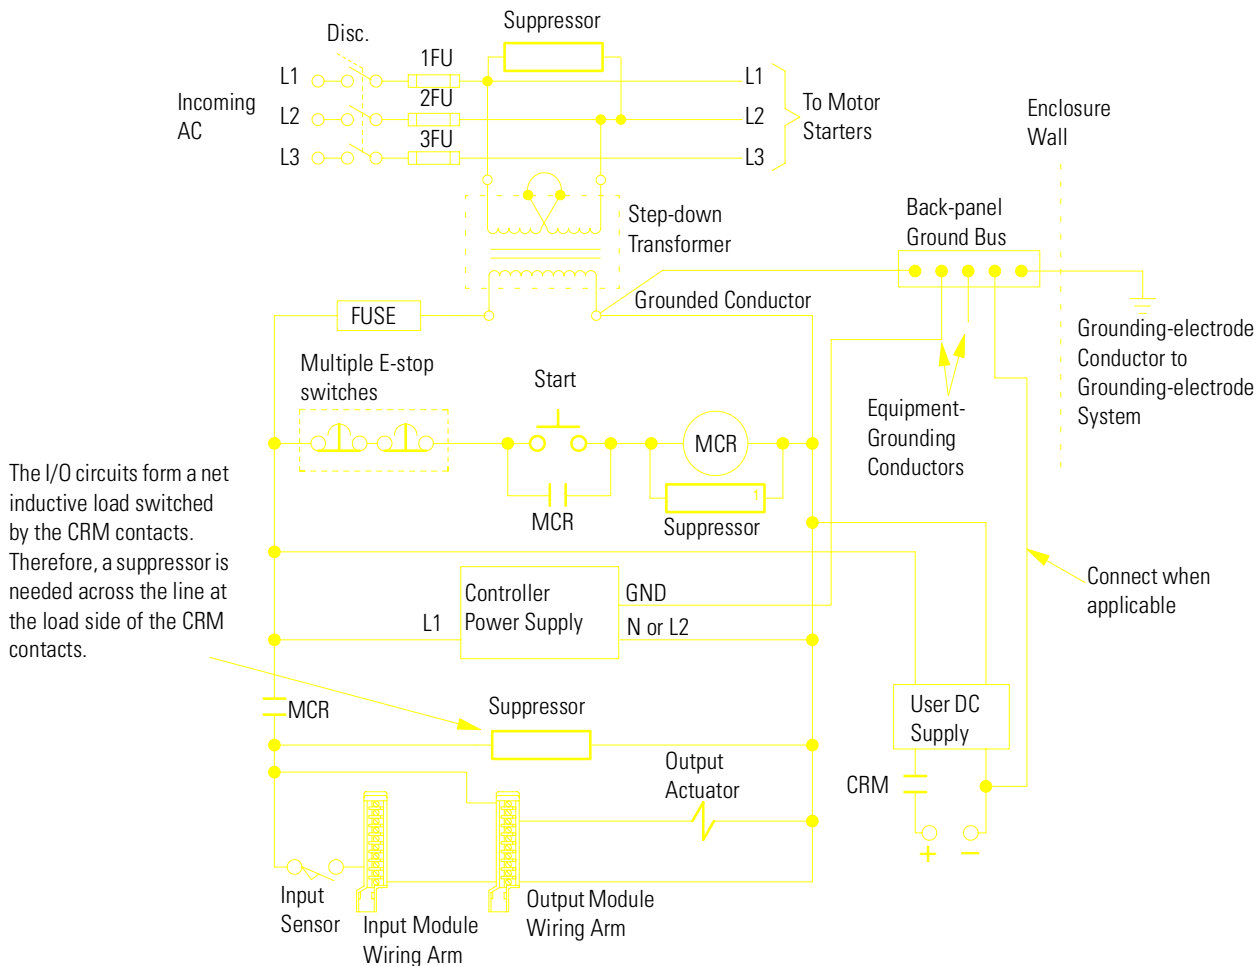 Suppressor
Disc.
1FU
L1
L1
Incoming
AC
2FU
L2
L2
To Motor
Starters
3FU
L3
L3
Enclosure
Wall
Step-down
Transformer
Back-panel
Ground Bus
Grounded Conductor
FUSE
Grounding-electrode
Conductor to
Grounding-electrode
System
Multiple E-stop
switches
Start
MCR
Equipment-
Grounding
Conductors
1
MCR
Suppressor
The I/O circuits form a net
inductive load switched
by the CRM contacts.
Therefore, a suppressor is
needed across the line at
the load side of the CRM
contacts.
Controller
Power Supply
GND
L1
N or L2
Connect when
applicable
MCR
Suppressor
User DC
Supply
Output
Actuator
CRM
+ –
Input
Sensor
Input Module
Wiring Arm
Output Module
Wiring Arm